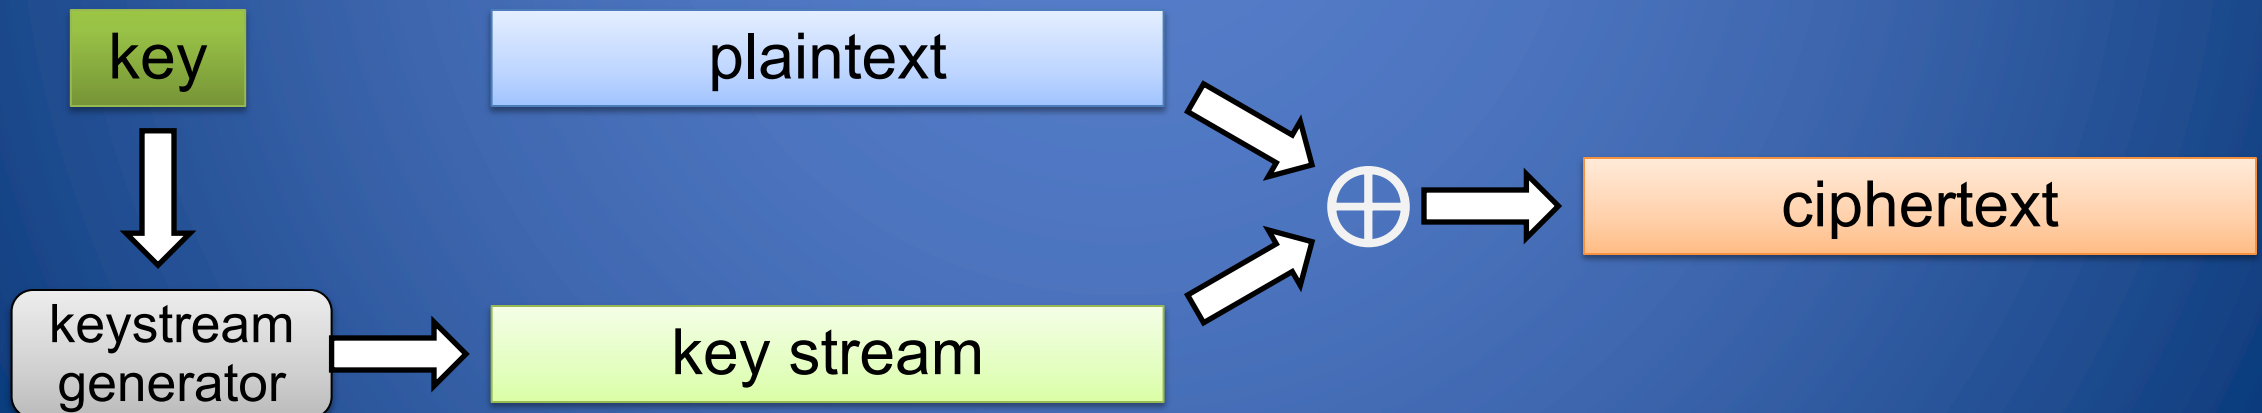 key
plaintext
ciphertext
keystream
generator
key stream